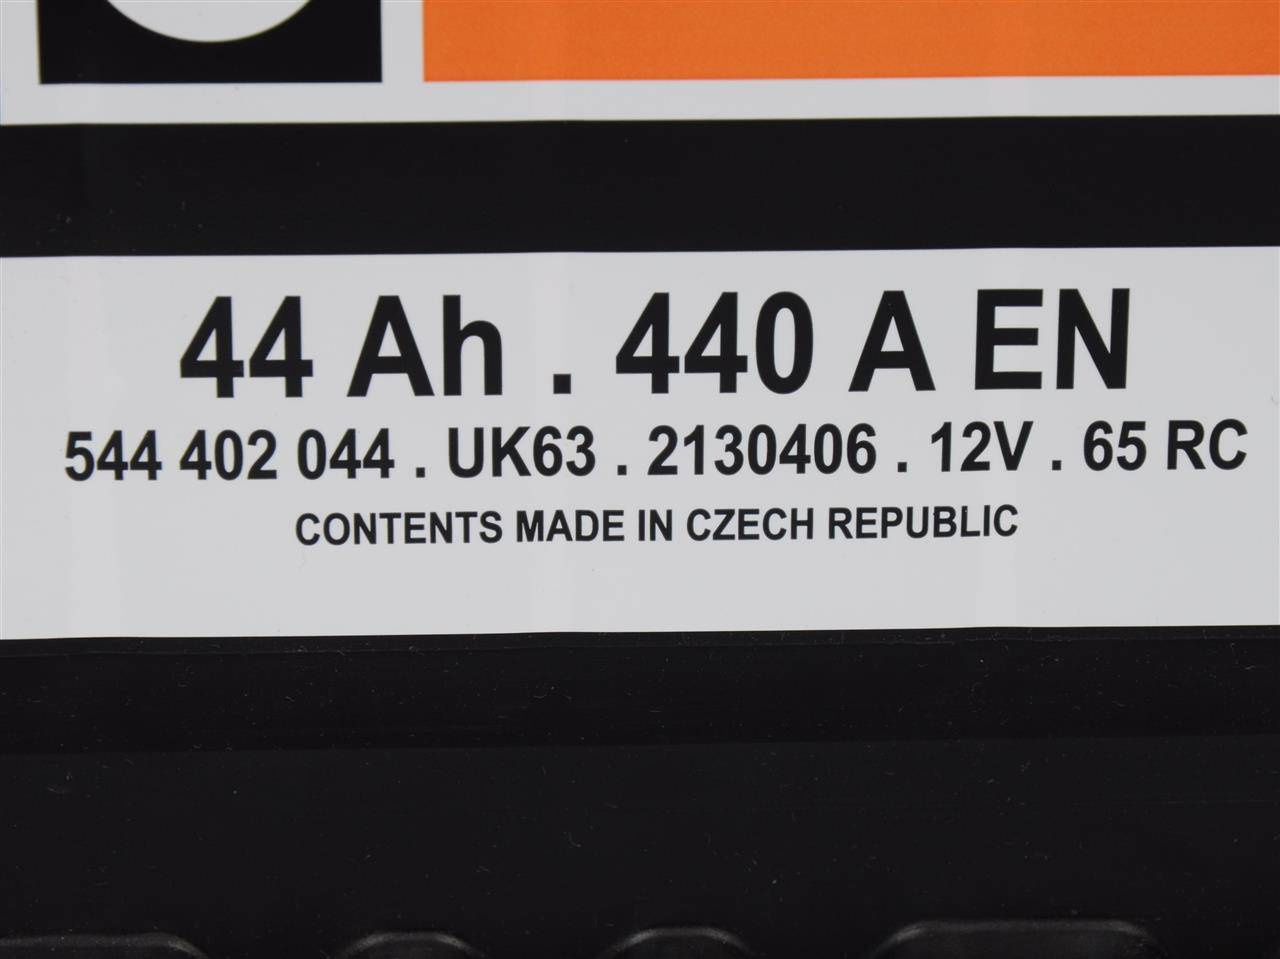 44 Ah . 440 A EN
544 402 044 . UK63 . 2130406 . 12V . 65 RC
CONTENTS MADE IN CZECH REPUBLIC